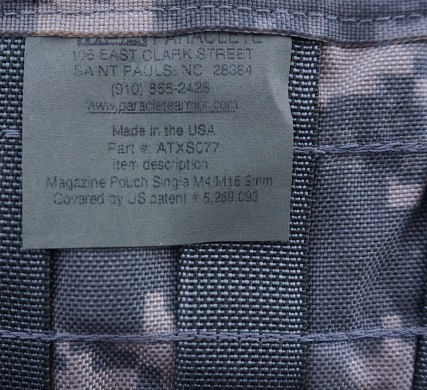 PARACLETE
106 EAST CLARK STREET
SAINT PAULS, NC 28384
(910) 865-2425
www.paracletearmor.com
Made in the USA
Part #: ATXS077
Item description
Magazine Pouch Single M4/M16 9mm
Covered by US patent # 5,269,093